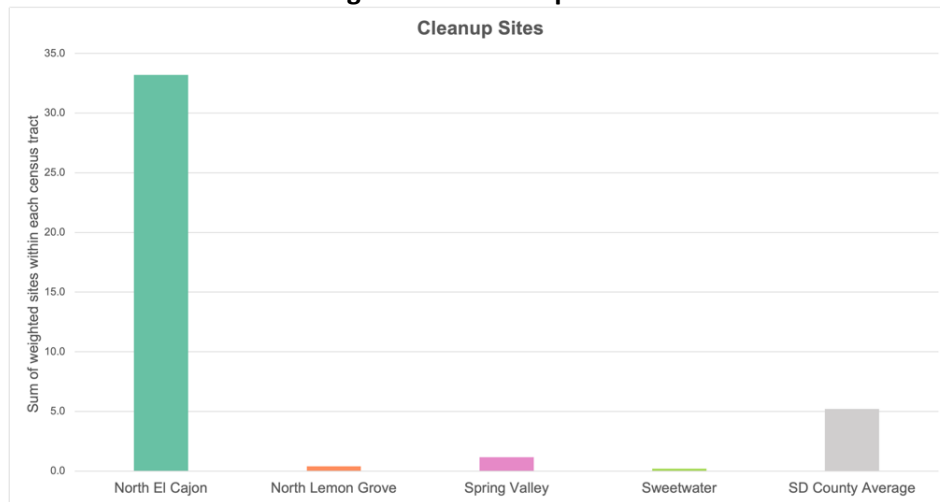 Cleanup Sites
Sum of weighted sites within each census tract
35.0
30.0
25.0
20.0
15.0
10.0
5.0
0.0
North El Cajon North Lemon Grove Spring Valley Sweetwater SD County Average